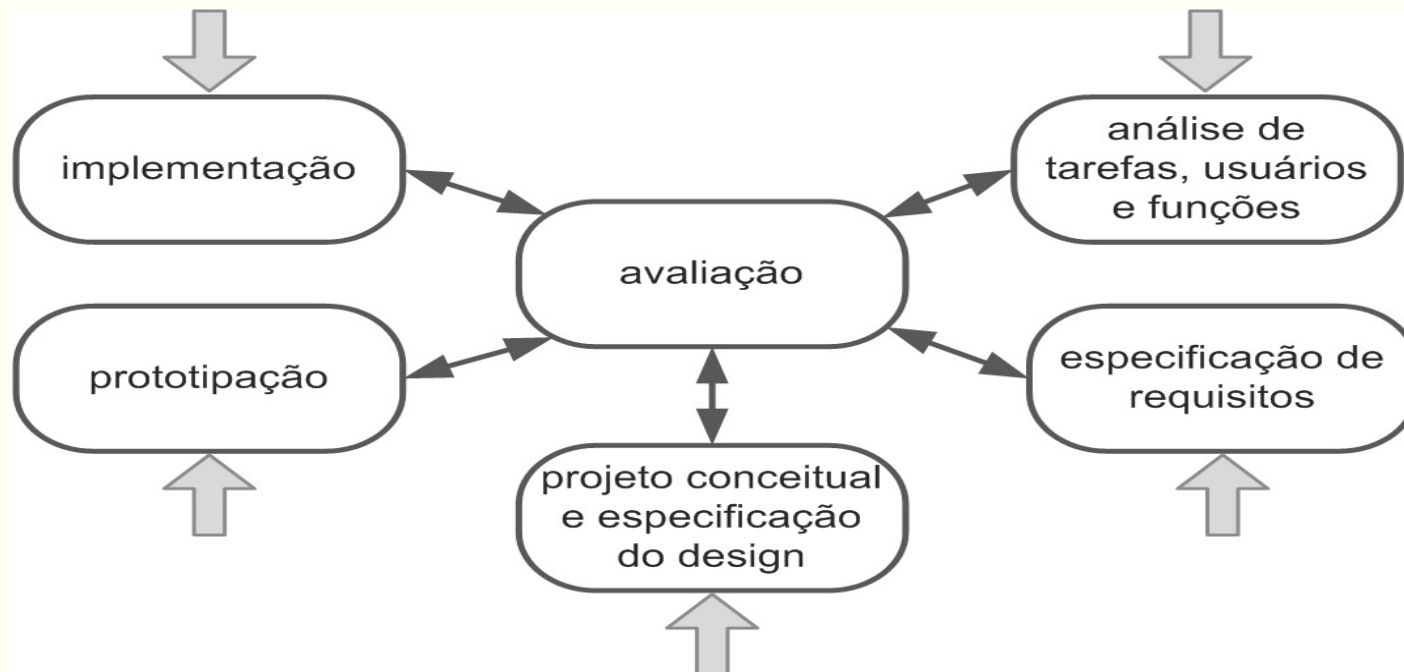 implementação
análise de
tarefas, usuários
e funções
avaliação
prototipação
especificação de
requisitos
projeto conceitual
e especificação
do design